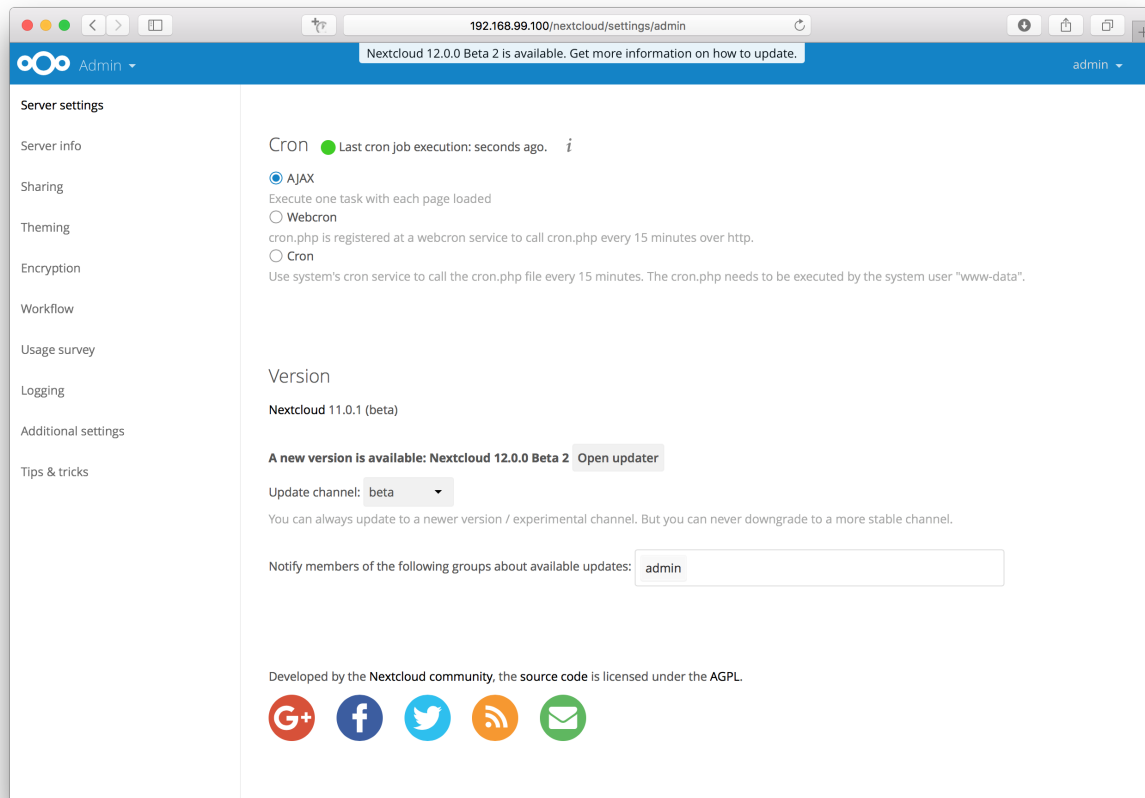 192.168.99.100/nextcloud/settings/admin
Nextcloud 12.0.0 Beta 2 is available. Get more information on how to update.
Admin
admin
Server settings
Server info
Sharing
Theming
Encryption
Workflow
Usage survey
Logging
Additional settings
Tips & tricks
Cron Last cron job execution: seconds ago. i
AJAX
Execute one task with each page loaded
Webcron
cron.php is registered at a webcron service to call cron.php every 15 minutes over http.
Cron
Use system's cron service to call the cron.php file every 15 minutes. The cron.php needs to be executed by the system user "www-data".
Version
Nextcloud 11.0.1 (beta)
A new version is available: Nextcloud 12.0.0 Beta 2 Open updater
Update channel: beta
You can always update to a newer version / experimental channel. But you can never downgrade to a more stable channel.
Notify members of the following groups about available updates: admin
Developed by the Nextcloud community, the source code is licensed under the AGPL.
G+ f